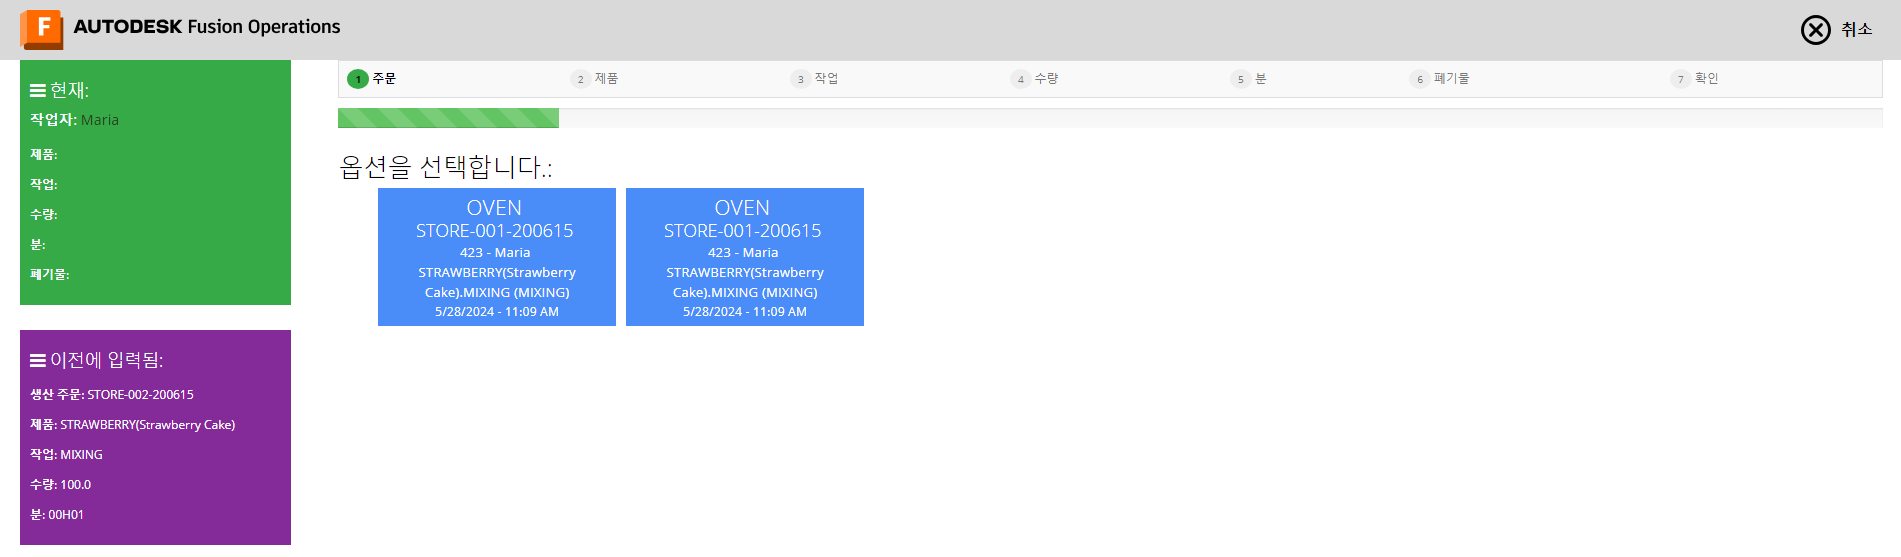 AUTODESK Fusion Operations
취소
현재:
작업자: Maria
제품:
작업:
수량:
분:
폐기물:
이전에 입력됨:
생산 주문: STORE-002-200615
제품: STRAWBERRY(Strawberry Cake)
작업: MIXING
수량: 100.0
분: 00H01
1 주문 2 제품 3 작업 4 수량 5 분 6 폐기물 7 확인
옵션을 선택합니다.:
OVEN
STORE-001-200615
423 - Maria
STRAWBERRY(Strawberry
Cake).MIXING (MIXING)
5/28/2024 - 11:09 AM
OVEN
STORE-001-200615
423 - Maria
STRAWBERRY(Strawberry
Cake).MIXING (MIXING)
5/28/2024 - 11:09 AM